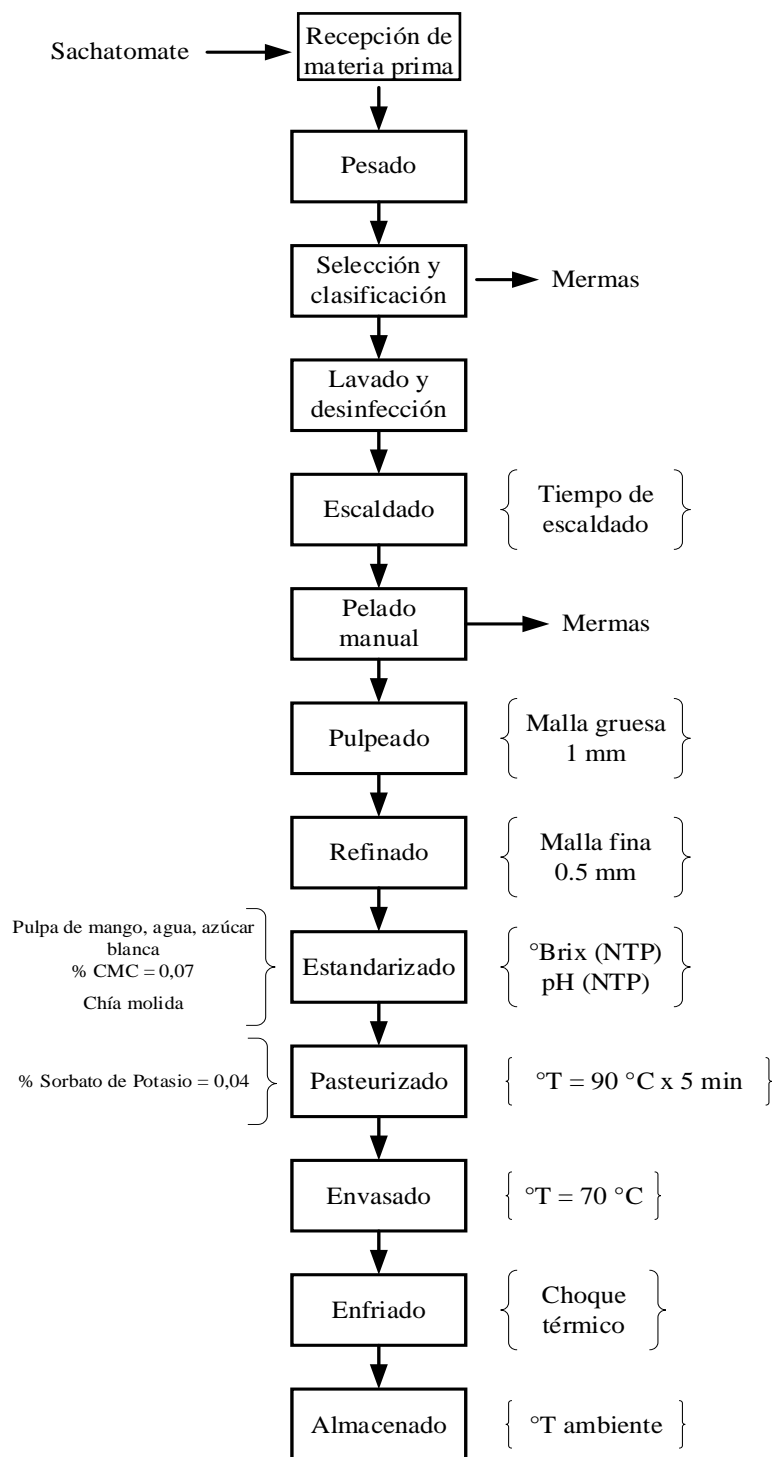 Sachatomate
Recepción de
materia prima
Pesado
Selección y
clasificación
Mermas
Lavado y
desinfección
Escaldado
Tiempo de
escaldado
Pelado
manual
Mermas
Pulpeado
Malla gruesa
1 mm
Refinado
Malla fina
0.5 mm
Pulpa de mango, agua, azúcar
blanca
% CMC = 0,07
Chía molida
Estandarizado
°Brix (NTP)
pH (NTP)
% Sorbato de Potasio = 0,04
Pasteurizado
°T = 90 °C x 5 min
Envasado
°T = 70 °C
Enfriado
Choque
térmico
Almacenado
°T ambiente